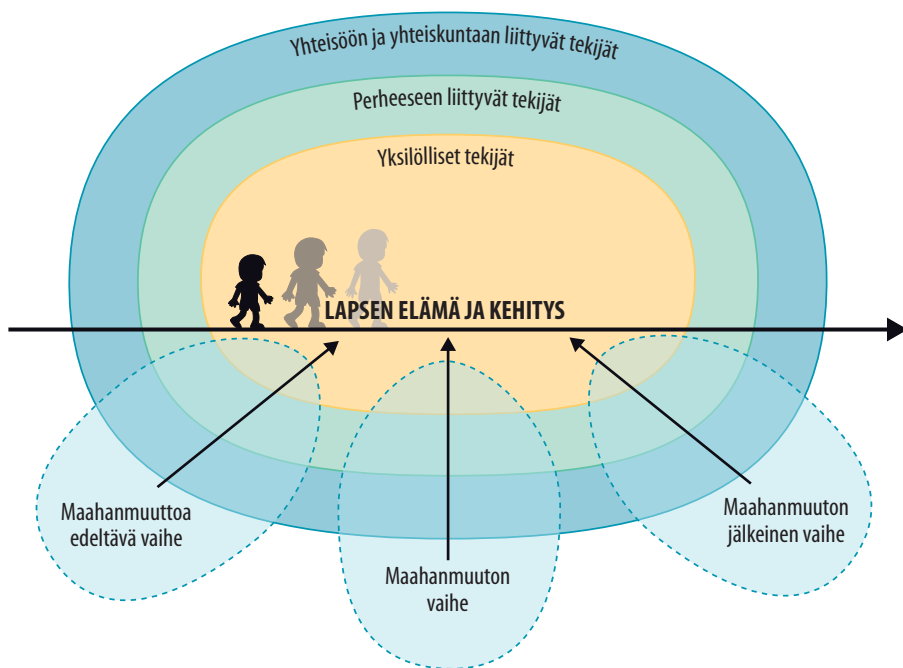 Yhteisöön ja yhteiskuntaan liittyvät tekijät
Perheeseen liittyvät tekijät
Yksilölliset tekijät
LAPSEN ELÄMÄ JA KEHITYS
Maahanmuuttoa
edeltävä vaihe
Maahanmuuton
vaihe
Maahanmuuton
jälkeinen vaihe